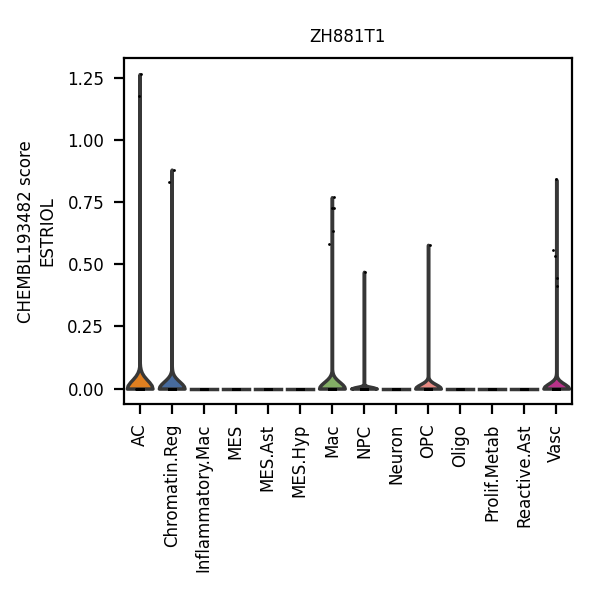 ZH881T1
CHEMBL193482 score
ESTRIOL
1.25
1.00
0.75
0.50
0.25
0.00
AC
Chromatin.Reg
Inflammatory.Mac
MES
MES.Ast
MES.Hyp
Mac
NPC
Neuron
OPC
Oligo
Prolif.Metab
Reactive.Ast
Vasc